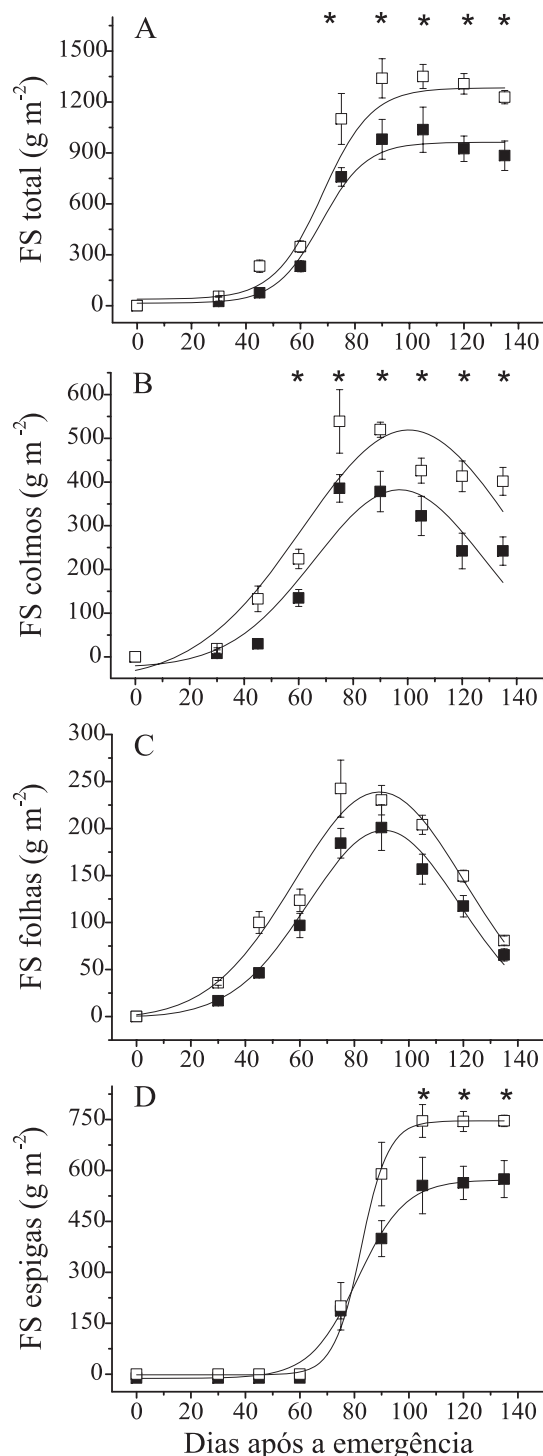 A
* * * * *
1500
1200
900
600
300
0
FS total (g m⁻²)
0 20 40 60 80 100 120 140
B
* * * * * *
600
500
400
300
200
100
0
FS colmos (g m⁻²)
0 20 40 60 80 100 120 140
C
300
250
200
150
100
50
0
FS folhas (g m⁻²)
0 20 40 60 80 100 120 140
D
* * *
750
600
450
300
150
0
FS espigas (g m⁻²)
0 20 40 60 80 100 120 140
Dias após a emergência